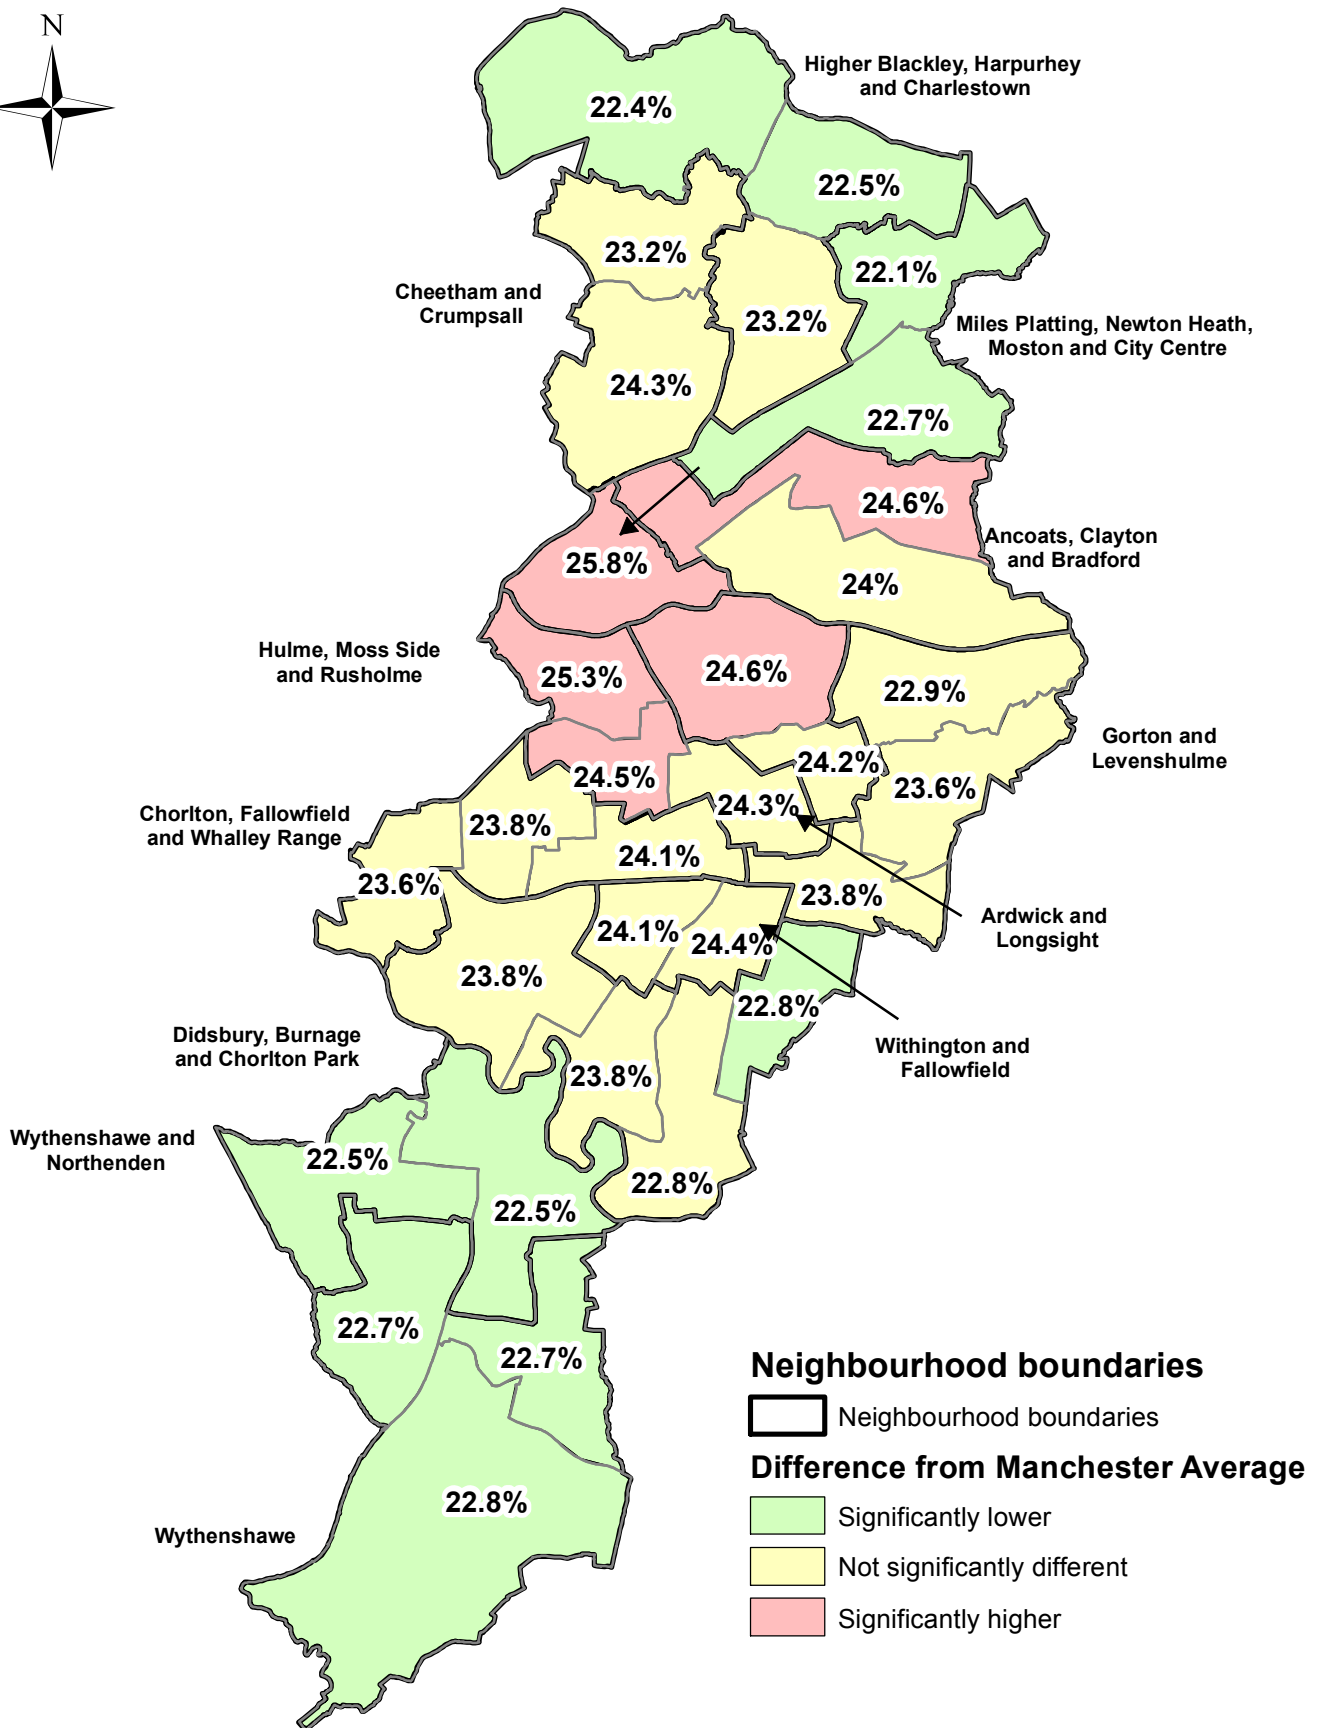 N
Higher Blackley, Harpurhey
and Charlestown
22.4%
22.5%
23.2%
22.1%
Cheetham and
Crumpsall
23.2%
Miles Platting, Newton Heath,
Moston and City Centre
24.3%
22.7%
24.6%
Ancoats, Clayton
and Bradford
25.8%
24%
Hulme, Moss Side
and Rusholme
25.3%
24.6%
22.9%
Gorton and
Levenshulme
24.5%
24.2%
23.6%
24.3%
Chorlton, Fallowfield
and Whalley Range
23.8%
24.1%
23.6%
23.8%
Ardwick and
Longsight
24.1%
24.4%
23.8%
22.8%
Didsbury, Burnage
and Chorlton Park
Withington and
Fallowfield
23.8%
Wythenshawe and
Northenden
22.5%
22.8%
22.5%
22.7%
22.7%
22.8%
Wythenshawe
Neighbourhood boundaries
Neighbourhood boundaries
Difference from Manchester Average
Significantly lower
Not significantly different
Significantly higher